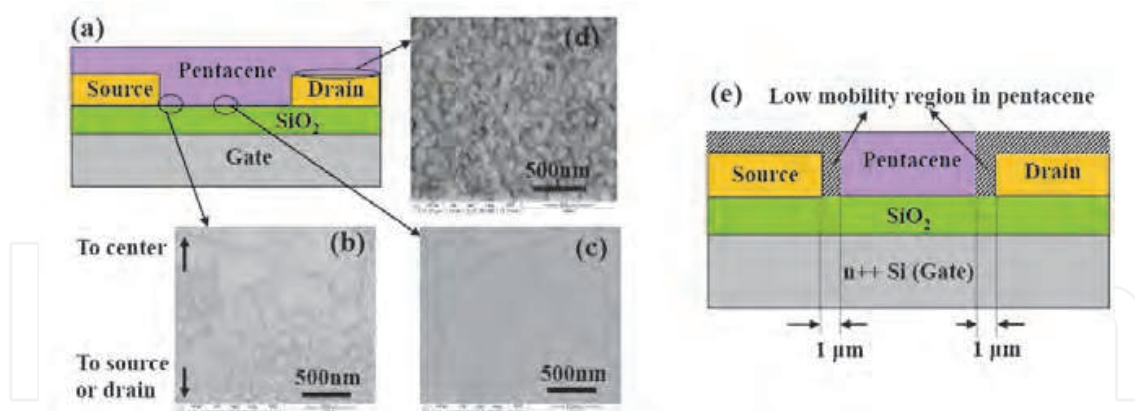 (a)
Source
Pentacene
Drain
SiO₂
Gate
(d)
500nm
To center
To source
or drain
(b)
500nm
(c)
500nm
(e)
Low mobility region in pentacene
Source
Pentacene
Drain
SiO₂
n++ Si (Gate)
1 µm
1 µm